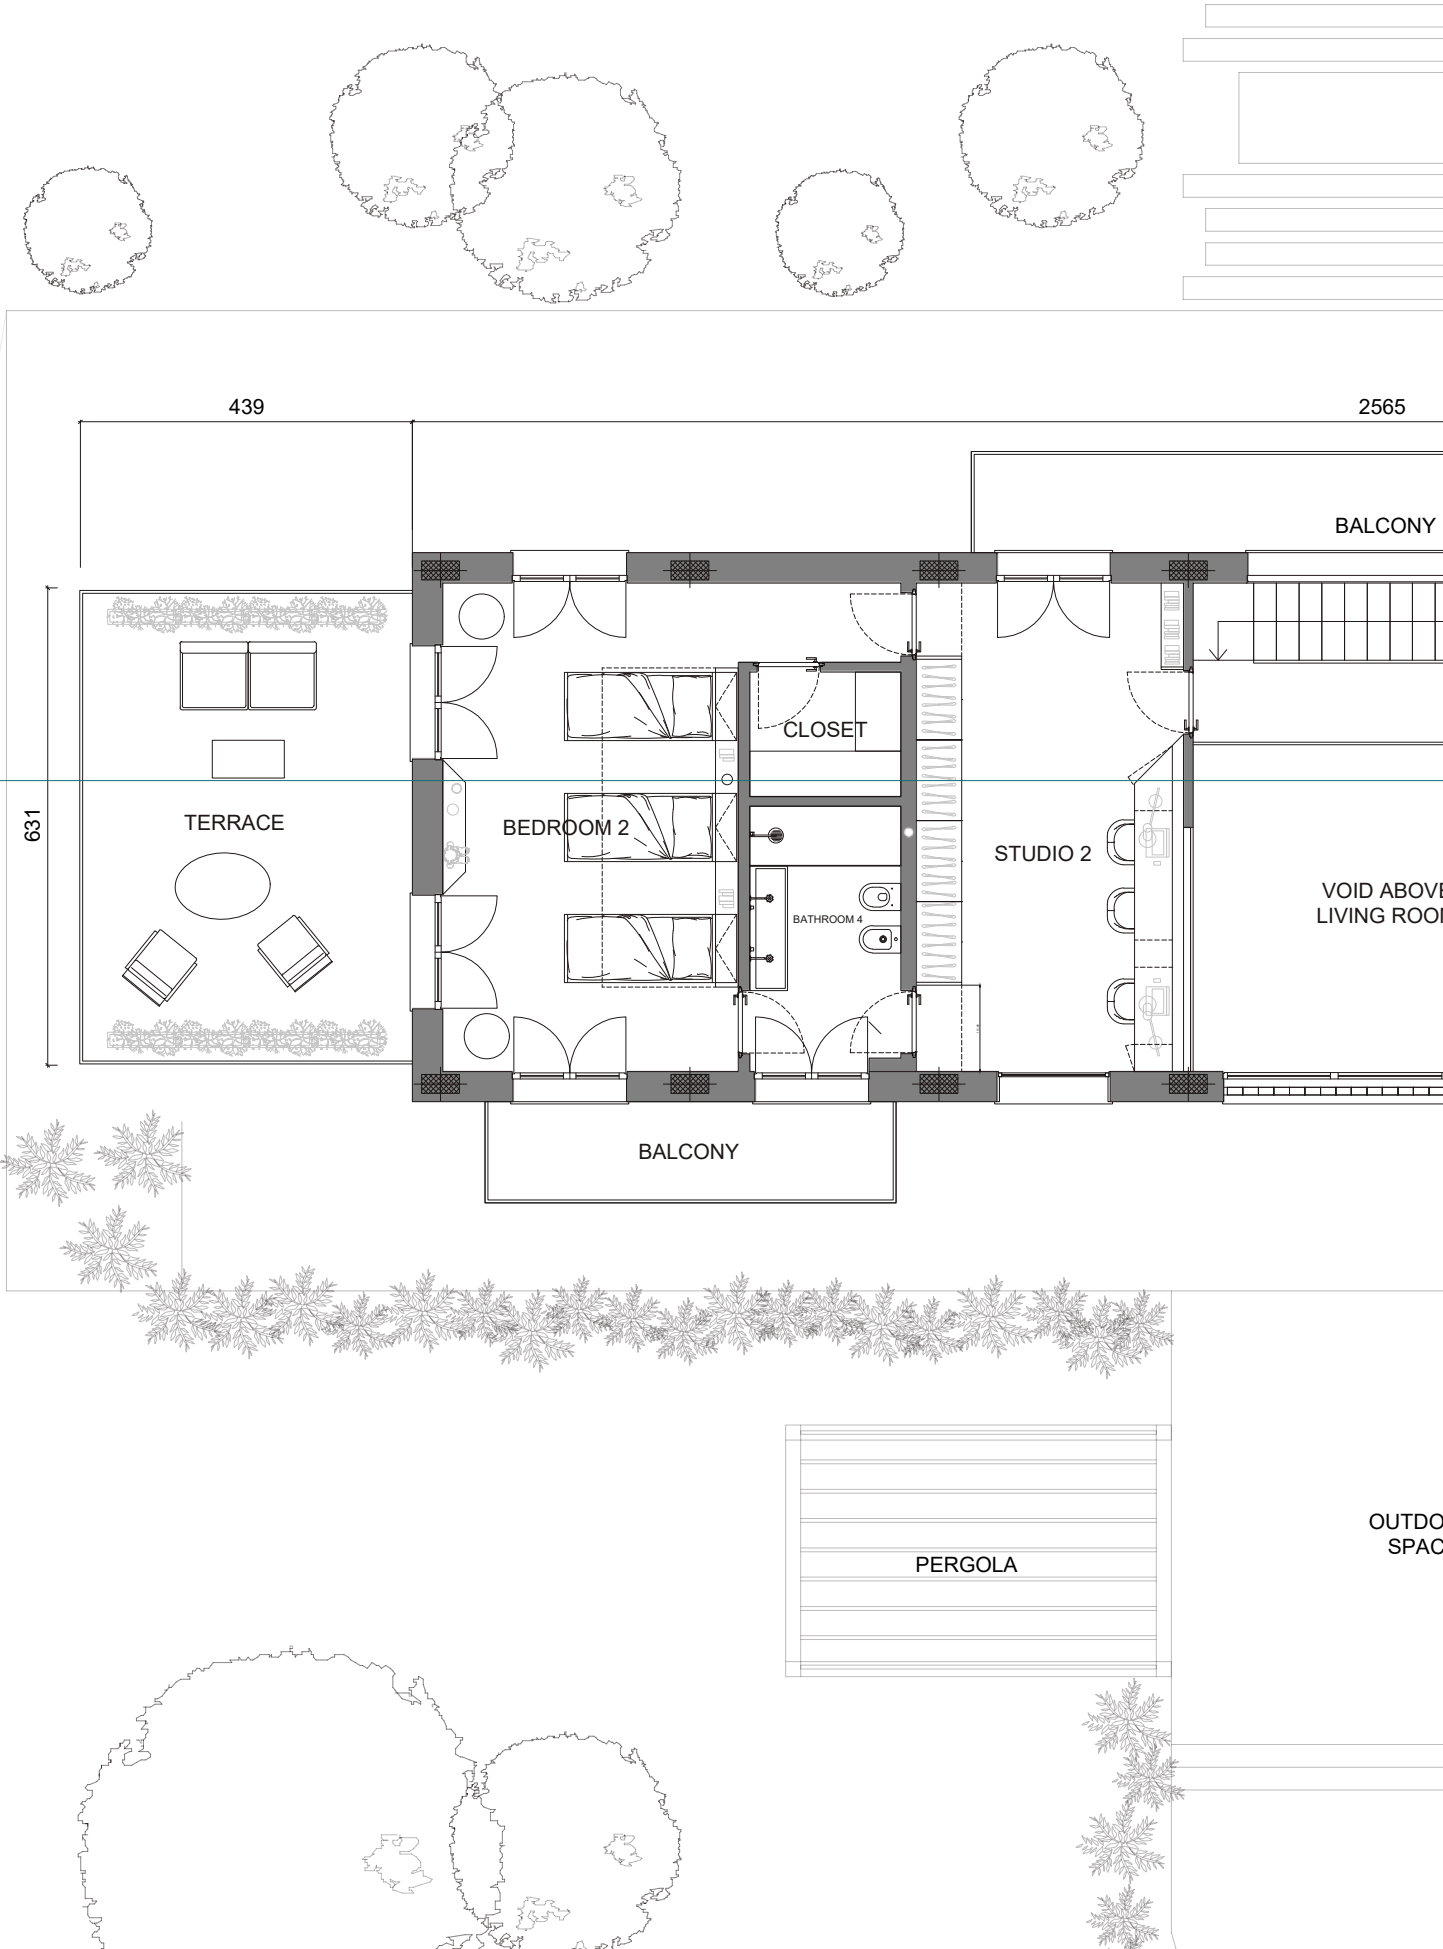 439
2565
BALCONY
CLOSET
631
TERRACE
BEDROOM 2
STUDIO 2
VOID ABOVE
LIVING ROO
BATHROOM 4
BALCONY
OUTDO
SPAC
PERGOLA